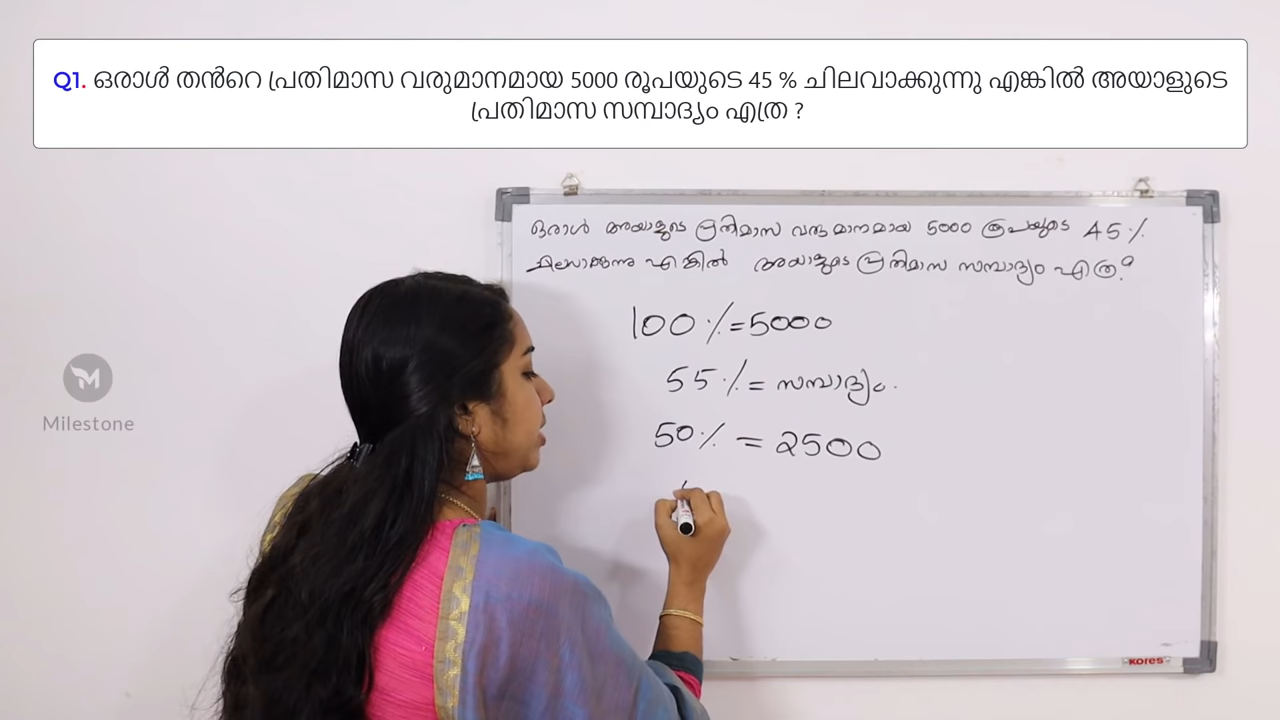 Q1. ഒരാൾ തൻറെ പ്രതിമാസ വരുമാനമായ 5000 രൂപയുടെ 45 % ചിലവാക്കുന്നു എങ്കിൽ അയാളുടെ
പ്രതിമാസ സമ്പാദ്യം എത്ര ?
ഒരാൾ അയാളുടെ പ്രതിമാസ വരുമാനമായ 5000 രൂപയുടെ 45%
ചിലവാക്കുന്നു എങ്കിൽ അയാളുടെ പ്രതിമാസ സമ്പാദ്യം എത്ര?
100%=5000
55%= സമ്പാദ്യം.
50% = 2500
Milestone
KORES